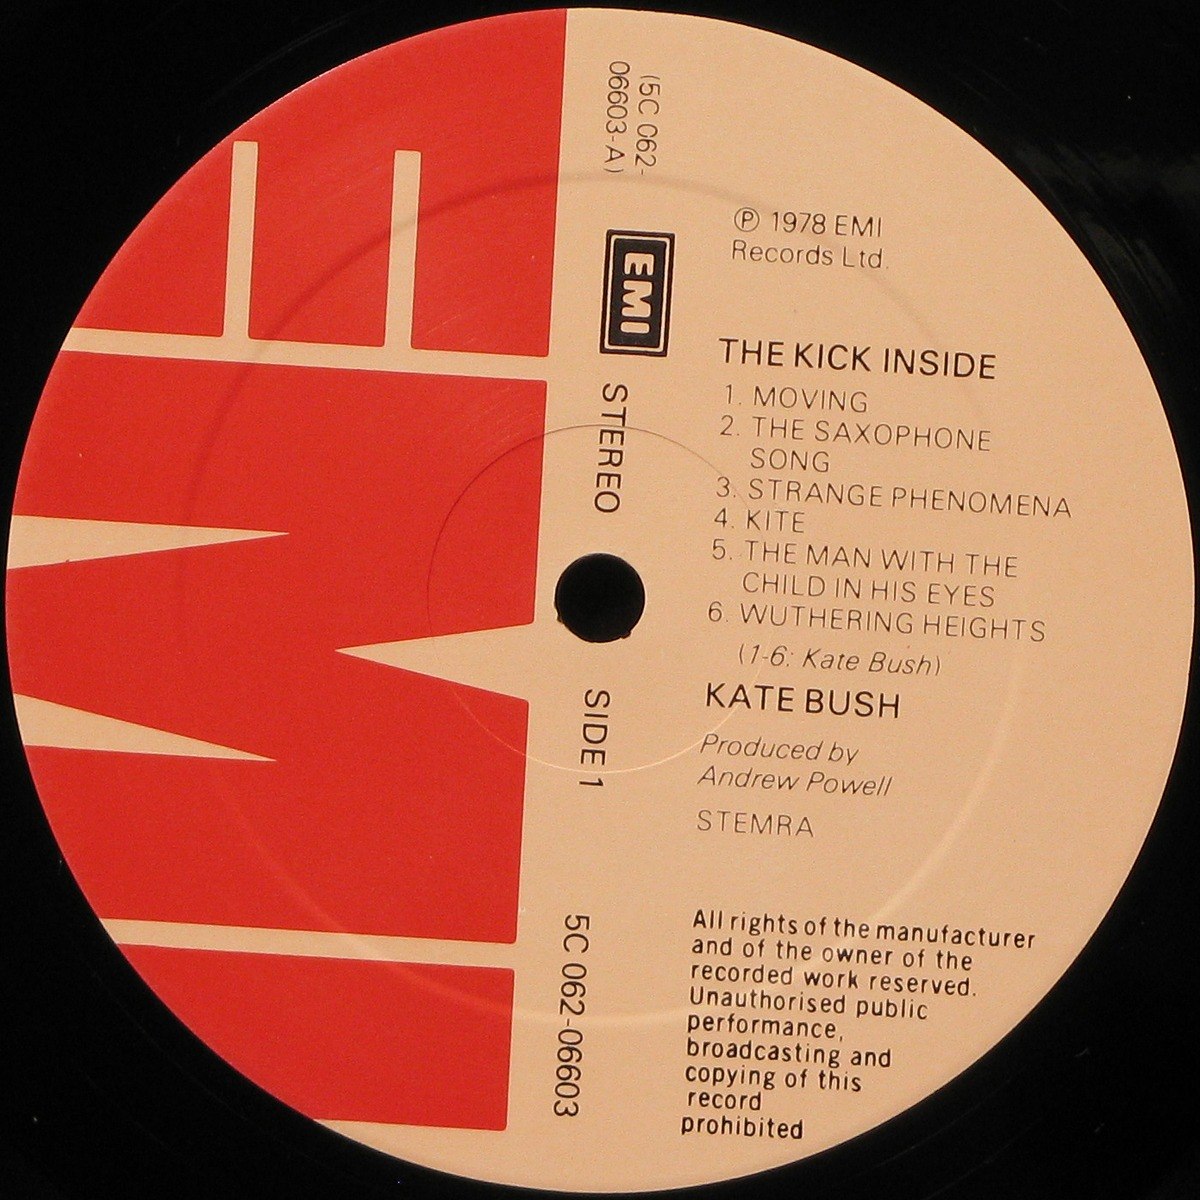 (5C 062-
06603-A)
EMI
STEREO
SIDE 1
5C 062-06603
Ⓟ 1978 EMI
Records Ltd.
THE KICK INSIDE
1. MOVING
2. THE SAXOPHONE
SONG
3. STRANGE PHENOMENA
4. KITE
5. THE MAN WITH THE
CHILD IN HIS EYES
6. WUTHERING HEIGHTS
(1-6: Kate Bush)
KATE BUSH
Produced by
Andrew Powell
STEMRA
All rights of the manufacturer
and of the owner of the
recorded work reserved.
Unauthorised public
performance,
broadcasting and
copying of this
record
prohibited
EMI